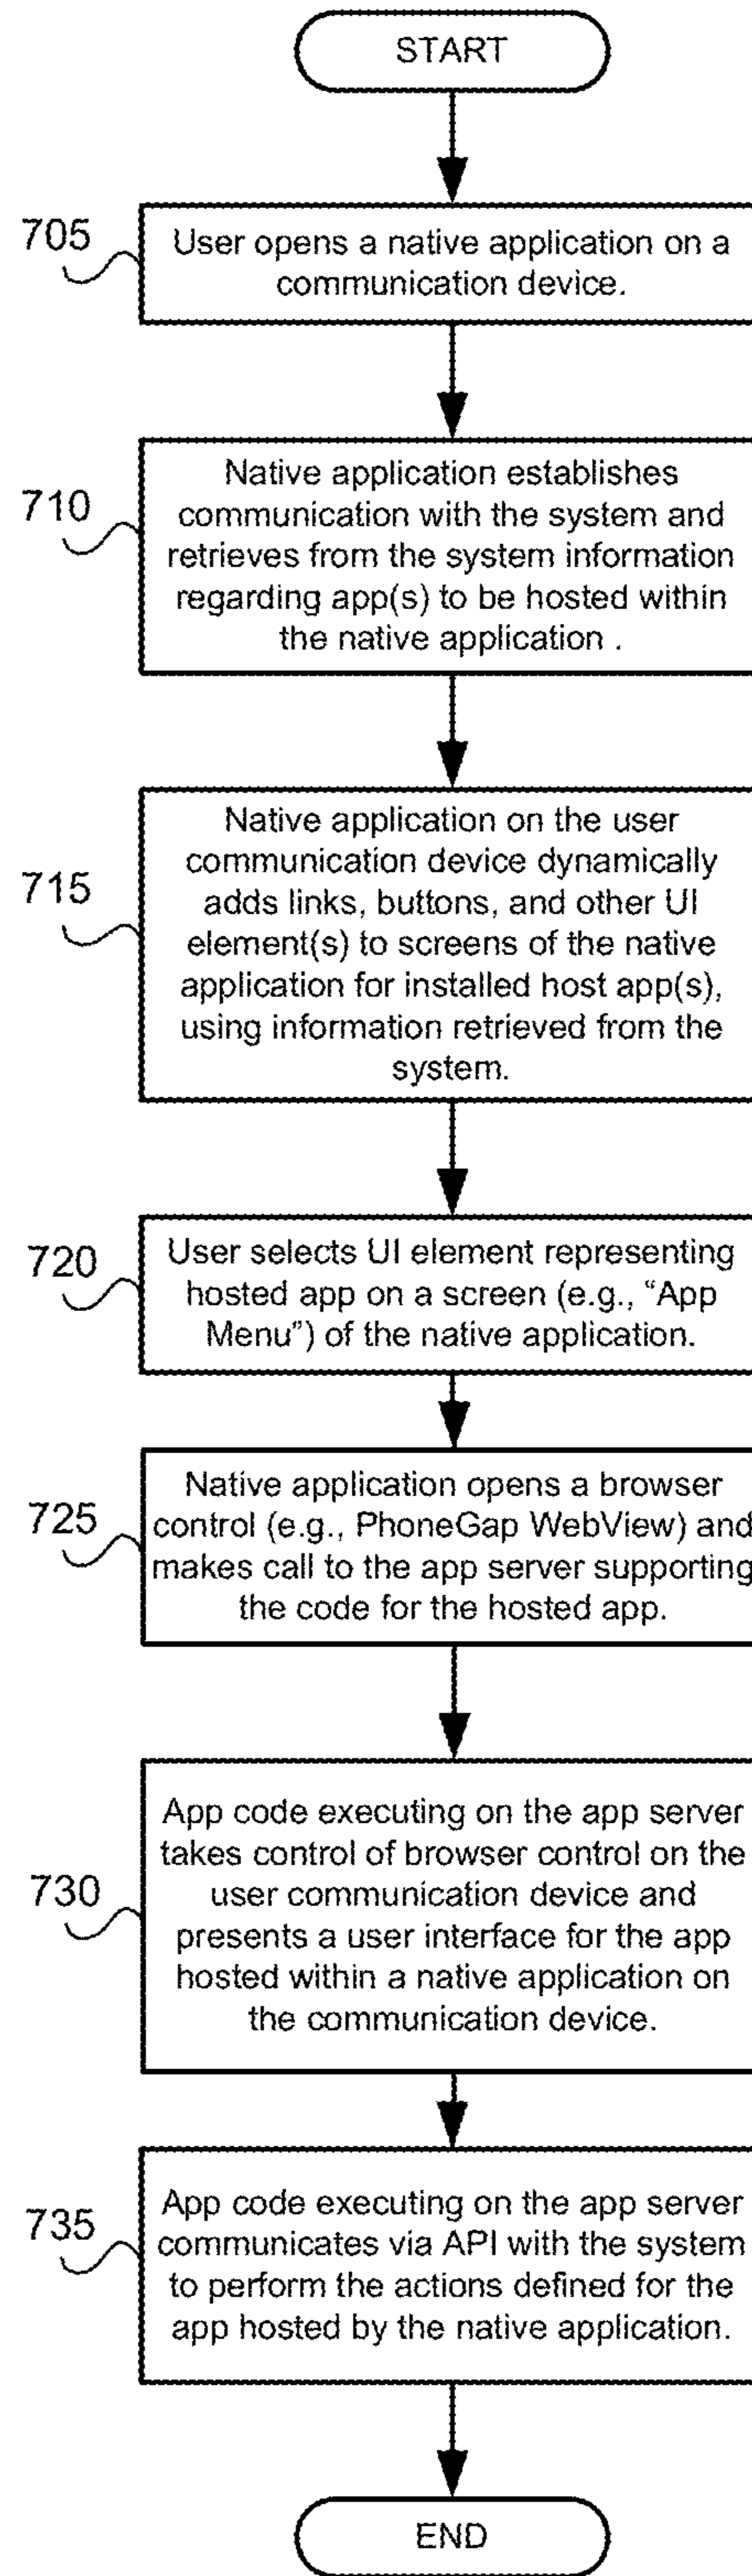 START
705
User opens a native application on a
communication device.
710
Native application establishes
communication with the system and
retrieves from the system information
regarding app(s) to be hosted within
the native application .
715
Native application on the user
communication device dynamically
adds links, buttons, and other UI
element(s) to screens of the native
application for installed host app(s),
using information retrieved from the
system.
720
User selects UI element representing
hosted app on a screen (e.g., “App
Menu”) of the native application.
725
Native application opens a browser
control (e.g., PhoneGap WebView) and
makes call to the app server supporting
the code for the hosted app.
730
App code executing on the app server
takes control of browser control on the
user communication device and
presents a user interface for the app
hosted within a native application on
the communication device.
735
App code executing on the app server
communicates via API with the system
to perform the actions defined for the
app hosted by the native application.
END